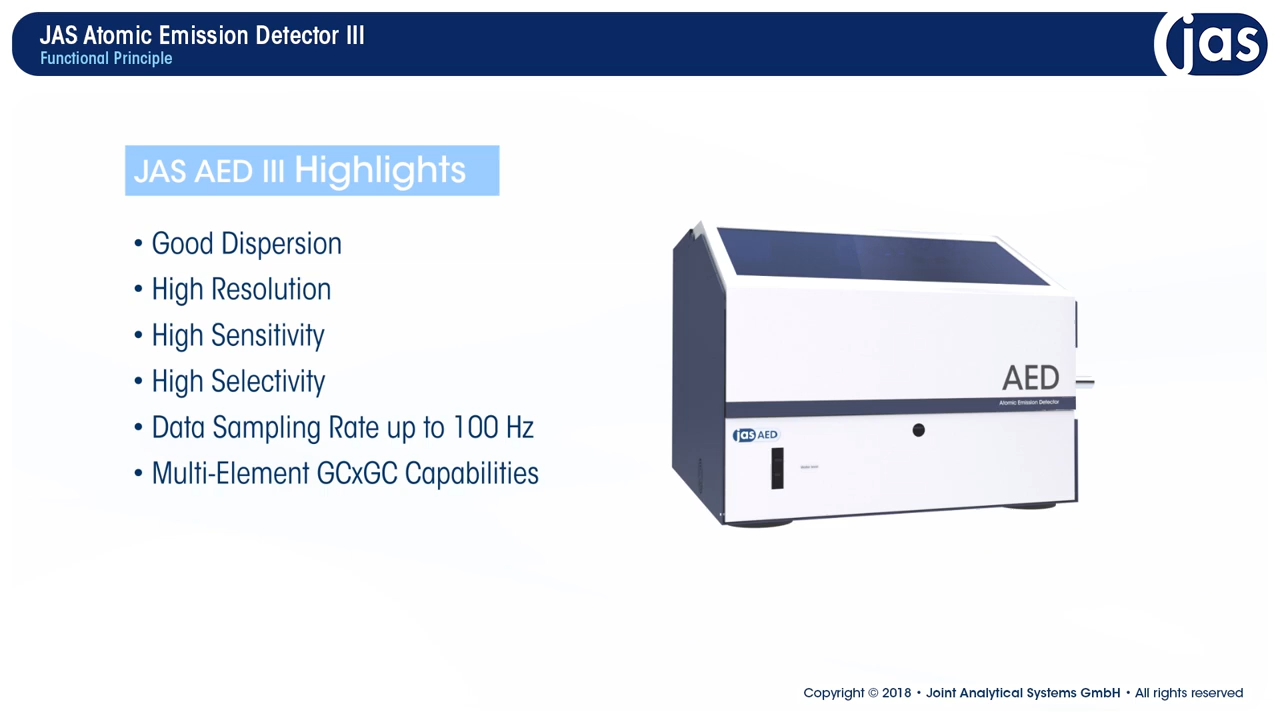 JAS Atomic Emission Detector III
Functional Principle
jas
JAS AED III Highlights
• Good Dispersion
• High Resolution
• High Sensitivity
• High Selectivity
• Data Sampling Rate up to 100 Hz
• Multi-Element GCxGC Capabilities
AED
Atomic Emission Detector
jas AED
Copyright © 2018 • Joint Analytical Systems GmbH • All rights reserved